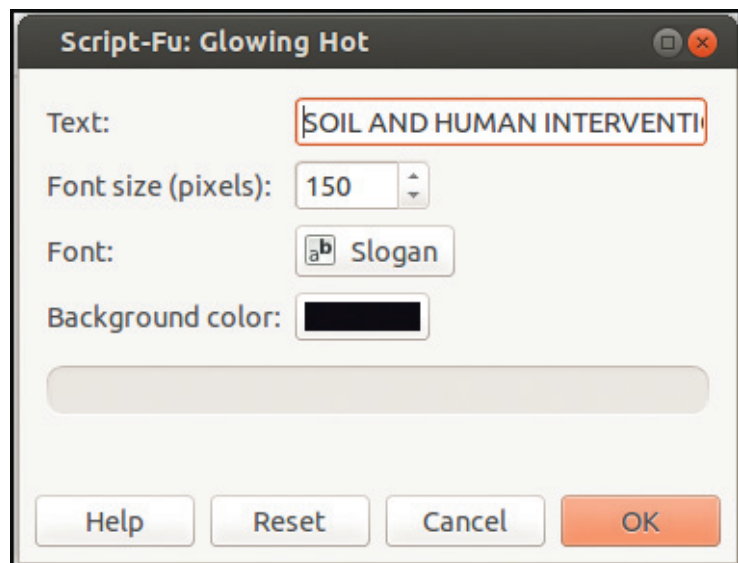 Script-Fu: Glowing Hot
Text: SOIL AND HUMAN INTERVENTI
Font size (pixels): 150
Font: ab Slogan
Background color:
Help Reset Cancel OK